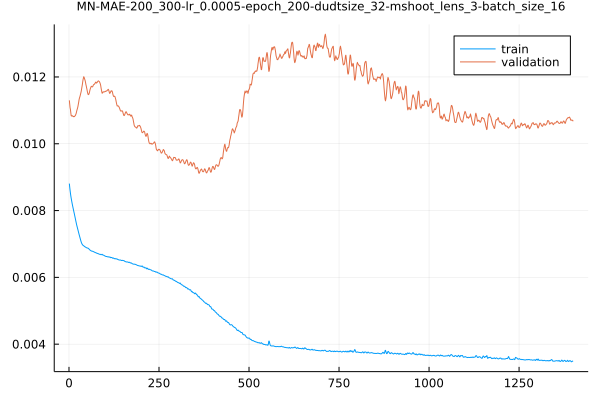 MN-MAE-200_300-lr_0.0005-epoch_200-dudtsize_32-mshoot_lens_3-batch_size_16
train
validation
0.012
0.010
0.008
0.006
0.004
0 250 500 750 1000 1250